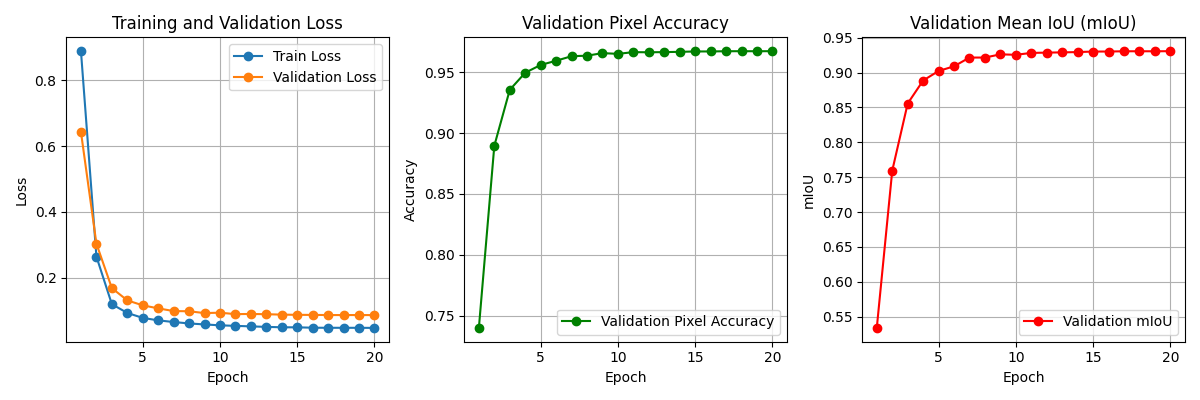 Training and Validation Loss
Train Loss
Validation Loss
Loss
0.8
0.6
0.4
0.2
5
10
15
20
Epoch
Validation Pixel Accuracy
Accuracy
0.95
0.90
0.85
0.80
0.75
Validation Pixel Accuracy
5
10
15
20
Epoch
Validation Mean IoU (mIoU)
mIoU
0.95
0.90
0.85
0.80
0.75
0.70
0.65
0.60
0.55
Validation mIoU
5
10
15
20
Epoch